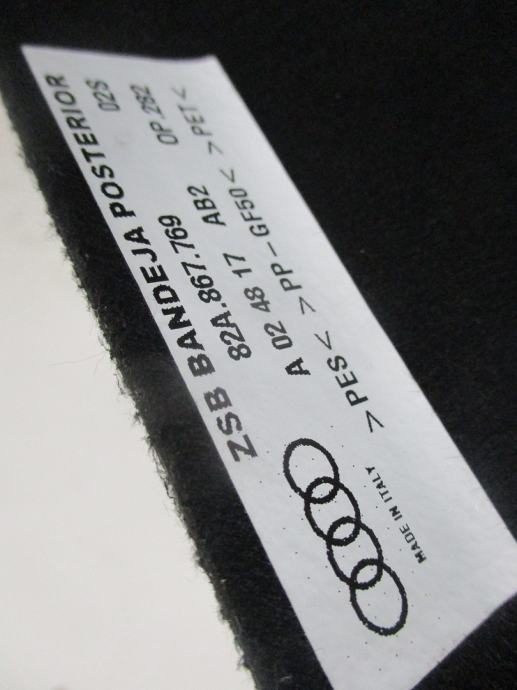 ZSB BANDEJA POSTERIOR
82A.867.769 02S
A 02 48 17 AB2 OP.282
>PES< >PP-GF50< >PET<
MADE IN ITALY